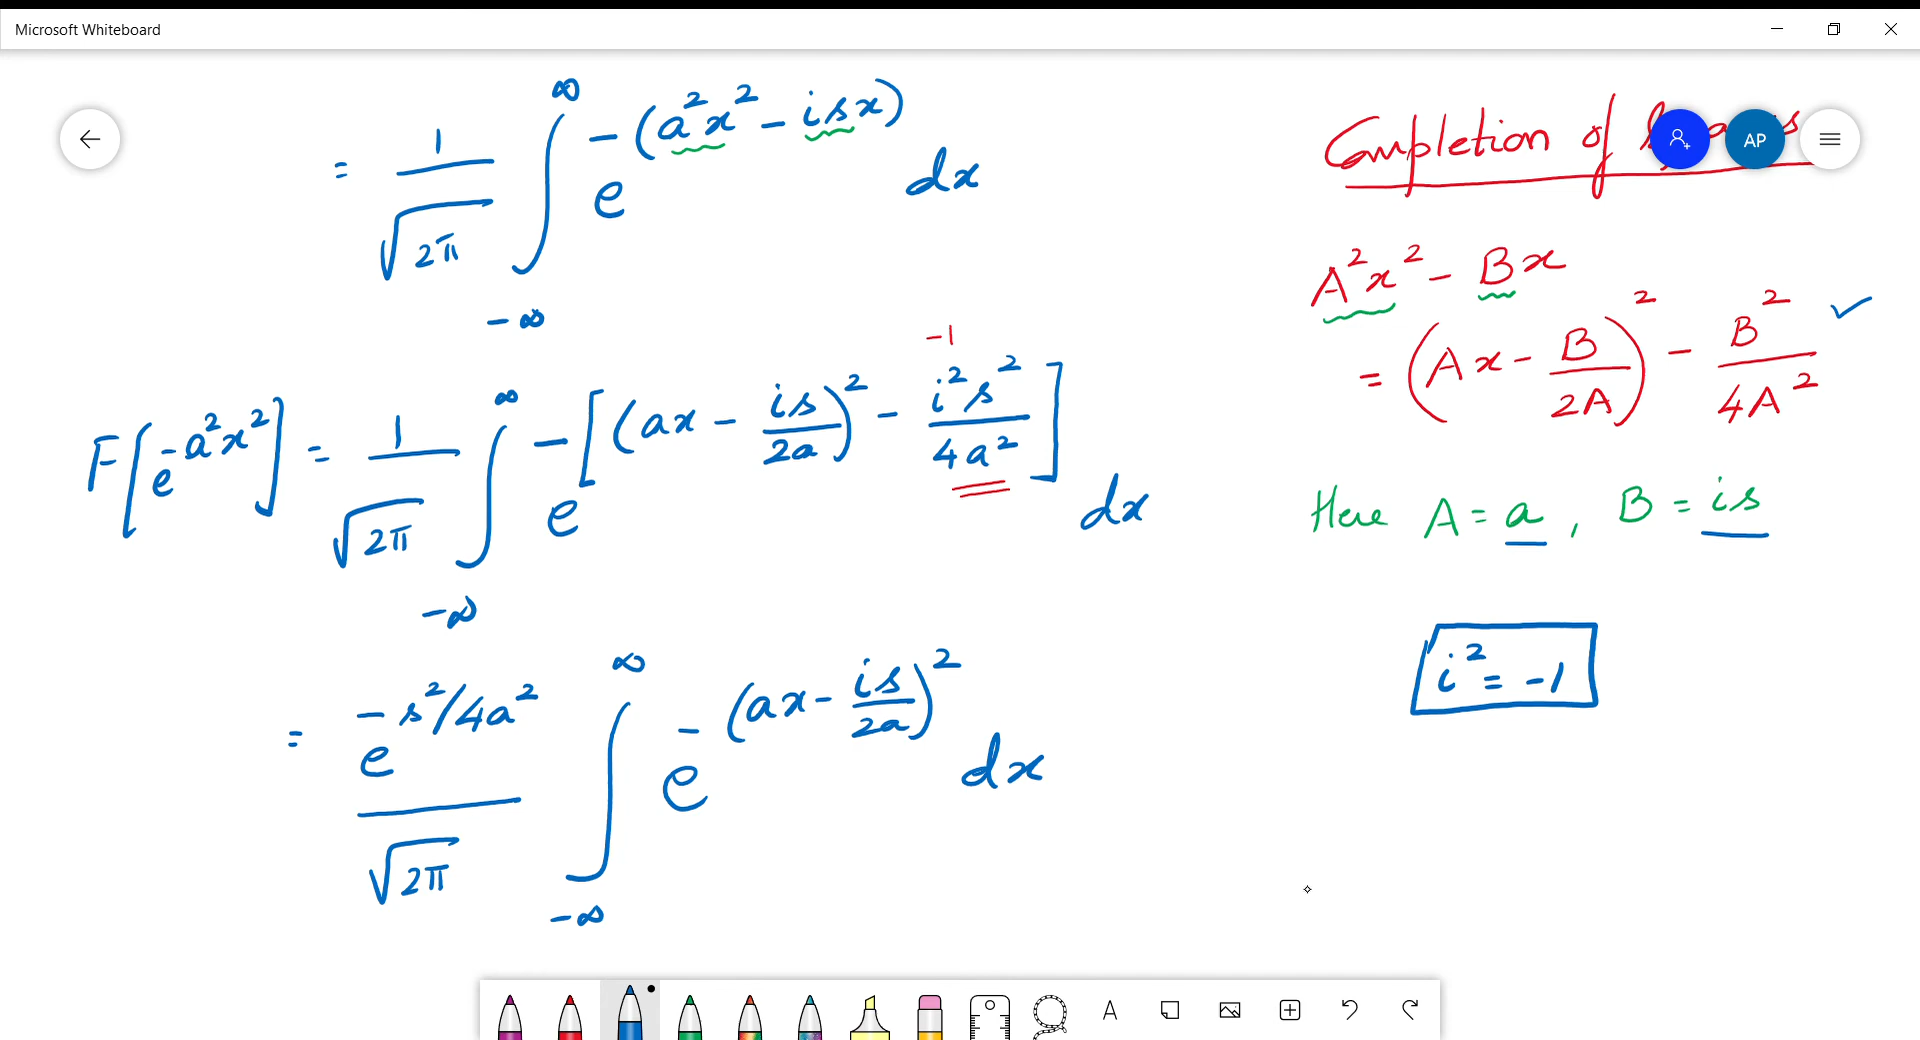 Microsoft Whiteboard
= 1/√2π ∫_{-∞}^{∞} e^{-(a²x² - isx)} dx
F[e^{-a²x²}] = 1/√2π ∫_{-∞}^{∞} e^{-[(ax - is/2a)² - i²s²/4a²]} dx
-1
= e^{-s²/4a²}/√2π ∫_{-∞}^{∞} e^{-(ax - is/2a)²} dx
Completion of
AP
A²x² - Bx
= (Ax - B/2A)² - B²/4A² ✓
Here A = a, B = is
i² = -1
A